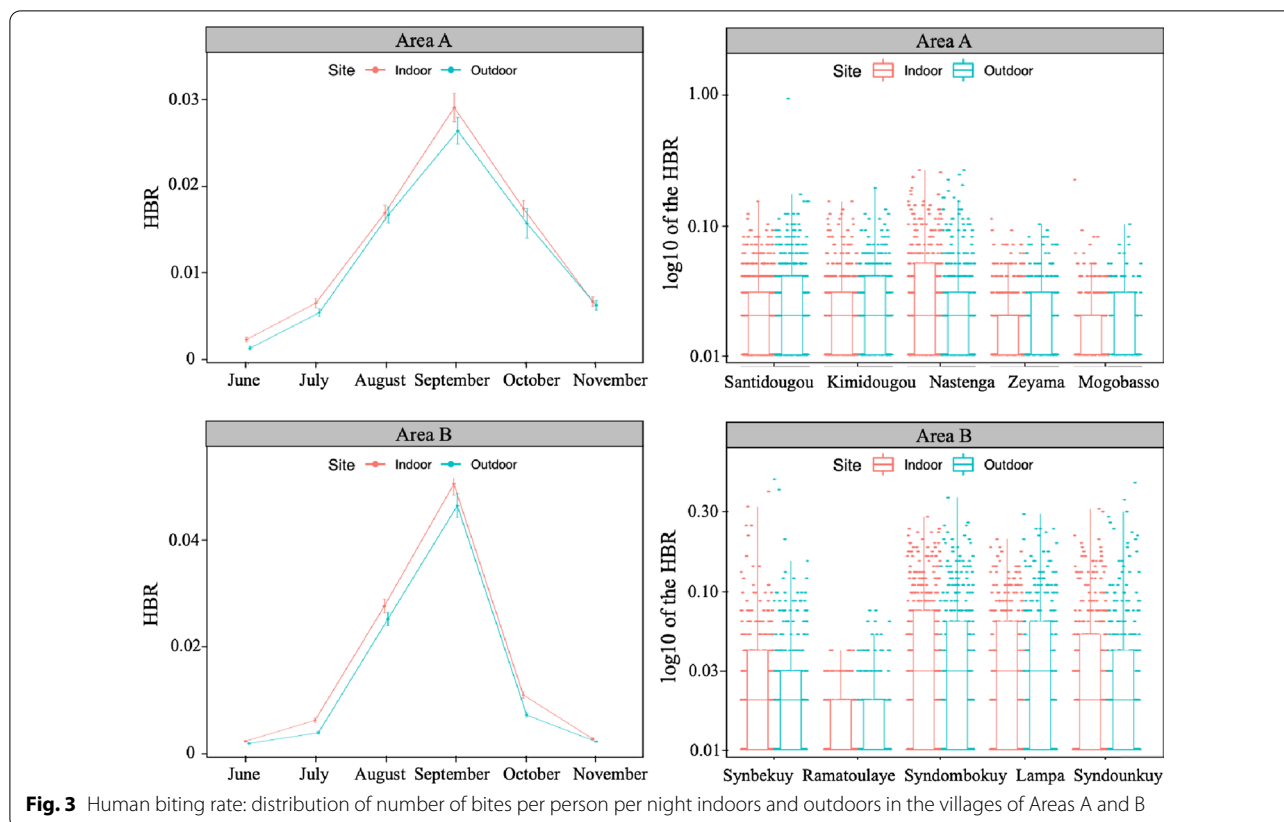 Area A
Site Indoor Outdoor
HBR
0.03
0.02
0.01
0
June July August September October November
Area A
Site Indoor Outdoor
log10 of the HBR
1.00
0.10
0.01
Santidougou Kimidougou Nastenga Zeyama Mogobasso
Area B
Site Indoor Outdoor
HBR
0.04
0.02
0
June July August September October November
Area B
Site Indoor Outdoor
log10 of the HBR
0.30
0.10
0.03
0.01
Synbekuy Ramatoulaye Syndombokuy Lampa Syndounkuy
Fig. 3 Human biting rate: distribution of number of bites per person per night indoors and outdoors in the villages of Areas A and B